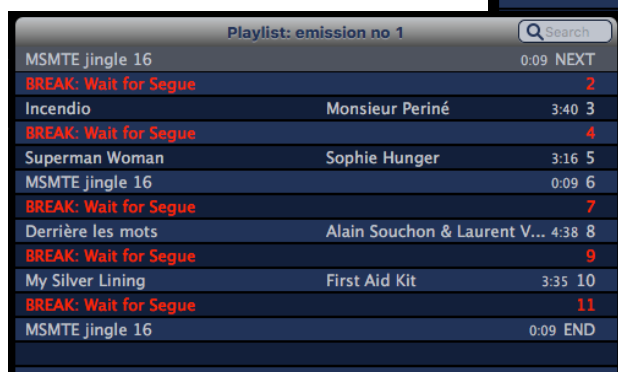 Playlist: emission no 1 Search
MSMTE jingle 16 0:09 NEXT
BREAK: Wait for Segue 2
Incendio Monsieur Periné 3:40 3
BREAK: Wait for Segue 4
Superman Woman Sophie Hunger 3:16 5
MSMTE jingle 16 0:09 6
BREAK: Wait for Segue 7
Derrière les mots Alain Souchon & Laurent V... 4:38 8
BREAK: Wait for Segue 9
My Silver Lining First Aid Kit 3:35 10
BREAK: Wait for Segue 11
MSMTE jingle 16 0:09 END